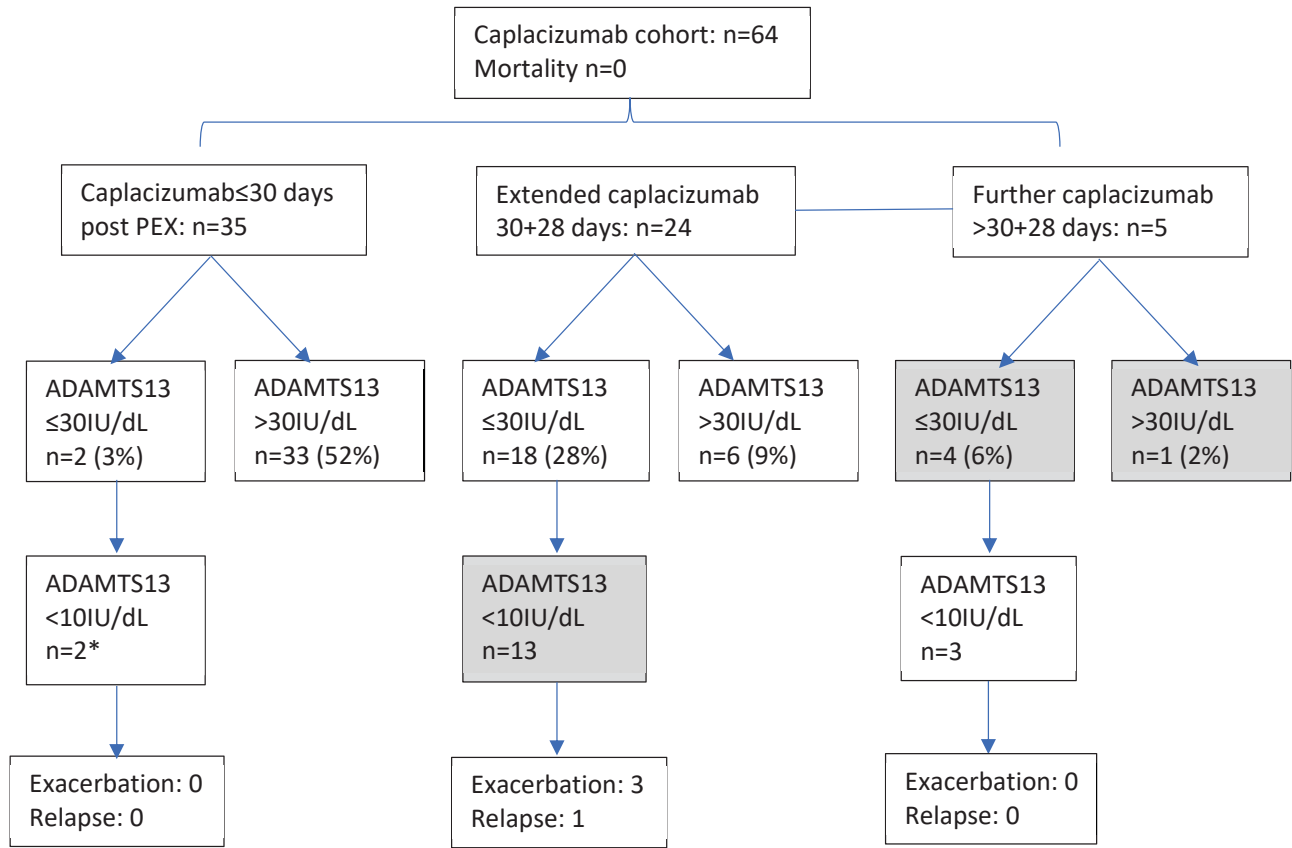 Caplacizumab cohort: n=64
Mortality n=0
Caplacizumab≤30 days
post PEX: n=35
Extended caplacizumab
30+28 days: n=24
Further caplacizumab
>30+28 days: n=5
ADAMTS13
≤30IU/dL
n=2 (3%)
ADAMTS13
>30IU/dL
n=33 (52%)
ADAMTS13
≤30IU/dL
n=18 (28%)
ADAMTS13
>30IU/dL
n=6 (9%)
ADAMTS13
≤30IU/dL
n=4 (6%)
ADAMTS13
>30IU/dL
n=1 (2%)
ADAMTS13
<10IU/dL
n=2*
ADAMTS13
<10IU/dL
n=13
ADAMTS13
<10IU/dL
n=3
Exacerbation: 0
Relapse: 0
Exacerbation: 3
Relapse: 1
Exacerbation: 0
Relapse: 0